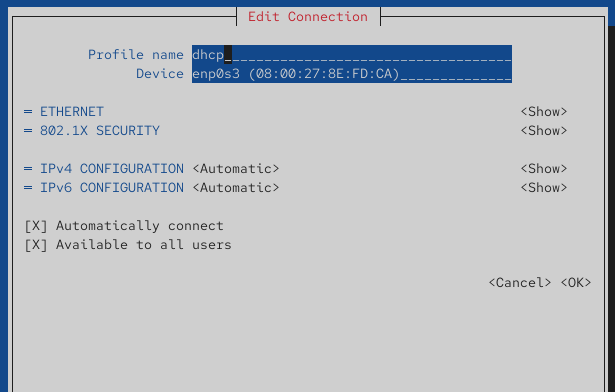 Edit Connection
Profile name dhcp_________________________________
Device enp0s3 (08:00:27:8E:FD:CA)______________
= ETHERNET <Show>
= 802.1X SECURITY <Show>
= IPv4 CONFIGURATION <Automatic> <Show>
= IPv6 CONFIGURATION <Automatic> <Show>
[X] Automatically connect
[X] Available to all users
<Cancel> <OK>